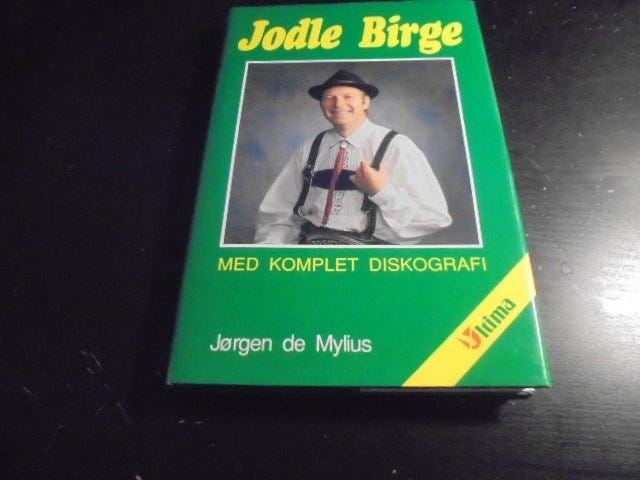 Jodle Birge
MED KOMPLET DISKOGRAFI
Jørgen de Mylius
Ultima